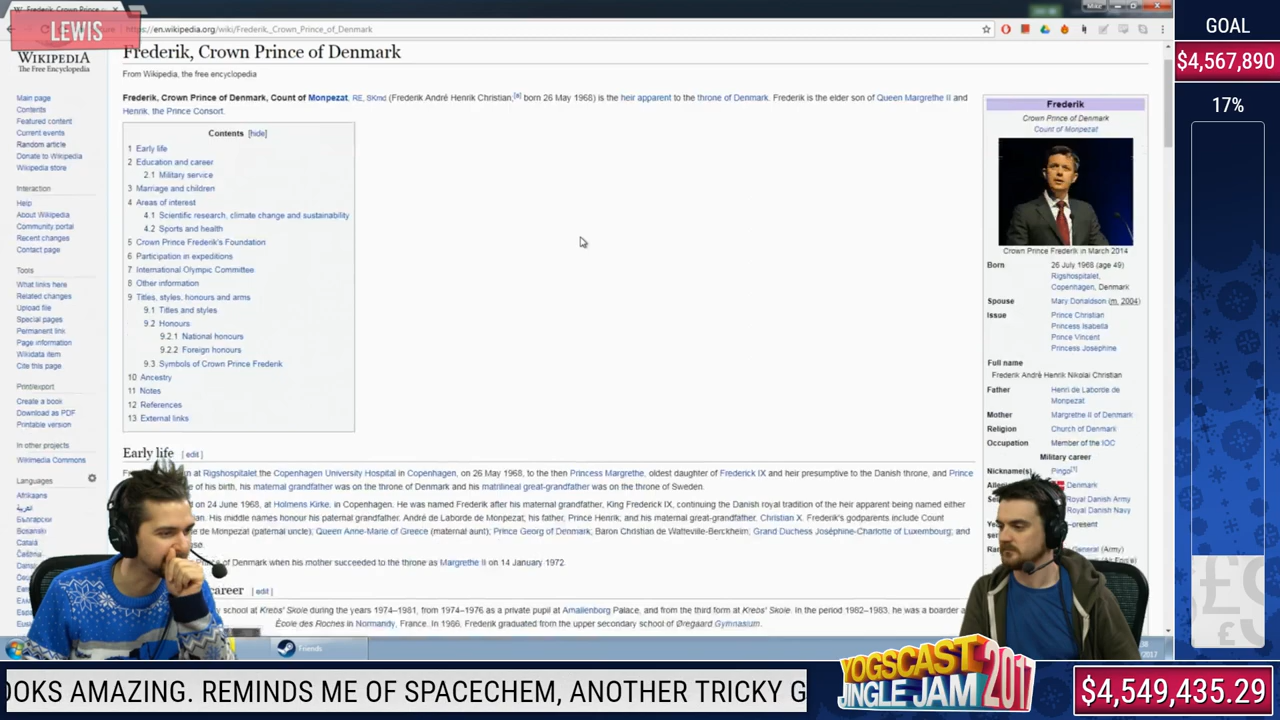 Frederik, Crown Prince
Mike
LEWIS
https://en.wikipedia.org/wiki/Frederik,_Crown_Prince_of_Denmark
GOAL
$4,567,890
17%
WIKIPEDIA
The Free Encyclopedia
Main page
Contents
Featured content
Current events
Random article
Donate to Wikipedia
Wikipedia store
Interaction
Help
About Wikipedia
Community portal
Recent changes
Contact page
Tools
What links here
Related changes
Upload file
Special pages
Permanent link
Page information
Wikidata item
Cite this page
Print/export
Create a book
Download as PDF
Printable version
In other projects
Wikimedia Commons
Languages
Afrikaans
العربية
Български
Bosanski
Català
Čeština
Frederik, Crown Prince of Denmark
From Wikipedia, the free encyclopedia
Frederik, Crown Prince of Denmark, Count of Monpezat, RE, SKmd (Frederik André Henrik Christian;[a] born 26 May 1968) is the heir apparent to the throne of Denmark. Frederik is the elder son of Queen Margrethe II and
Henrik, the Prince Consort.
Contents [hide]
1 Early life
2 Education and career
2.1 Military service
3 Marriage and children
4 Areas of interest
4.1 Scientific research, climate change and sustainability
4.2 Sports and health
5 Crown Prince Frederik's Foundation
6 Participation in expeditions
7 International Olympic Committee
8 Other information
9 Titles, styles, honours and arms
9.1 Titles and styles
9.2 Honours
9.2.1 National honours
9.2.2 Foreign honours
9.3 Symbols of Crown Prince Frederik
10 Ancestry
11 Notes
12 References
13 External links
Early life [ edit ]
at Rigshospitalet the Copenhagen University Hospital in Copenhagen, on 26 May 1968, to the then Princess Margrethe, oldest daughter of Frederick IX and heir presumptive to the Danish throne, and Prince
of his birth, his maternal grandfather was on the throne of Denmark and his matrilineal great-grandfather was on the throne of Sweden.
on 24 June 1968, at Holmens Kirke, in Copenhagen. He was named Frederik after his maternal grandfather, King Frederik IX, continuing the Danish royal tradition of the heir apparent being named either
His middle names honour his paternal grandfather. André de Laborde de Monpezat, his father, Prince Henrik; and his maternal great-grandfather, Christian X. Frederik's godparients include Count
de Monpezat (paternal uncle); Queen Anne-Marie of Greece (maternal aunt); Prince Georg of Denmark, Baron Christian de Watteville-Berckheim, Grand Duchess Joséphine-Charlotte of Luxembourg; and
of Denmark when his mother succeeded to the throne as Margrethe II on 14 January 1972.
career [ edit ]
school at Krebs' Skole during the years 1974–1981, from 1974–1976 as a private pupil at Amalienborg Palace, and from the third form at Krebs' Skole. in the period 1982–1983, he was a boarder a
École des Roches in Normandy, France. In 1986. Frederik graduated from the upper secondary school of Øregaard Gymnasium.
Frederik
Crown Prince of Denmark
Count of Monpezat
Crown Prince Frederik in March 2014
Born 26 July 1968 (age 49)
Rigshospitalet,
Copenhagen, Denmark
Spouse Mary Donaldson (m. 2004)
Issue Prince Christian
Princess Isabella
Prince Vincent
Princess Joséphine
Full name
Frederik André Henrik Nikolai Christian
Father Henri de Laborde de
Monpezat
Mother Margrethe II of Denmark
Religion Church of Denmark
Occupation Member of the IOC
Military career
Nickname(s) Pingo[1]
Denmark
Royal Danish Army
Royal Danish Navy
–present
General (Army)
Friends
2017
OOKS AMAZING. REMINDS ME OF SPACECHEM, ANOTHER TRICKY G
YOGSCAST
JINGLE JAM 2017
$4,549,435.29